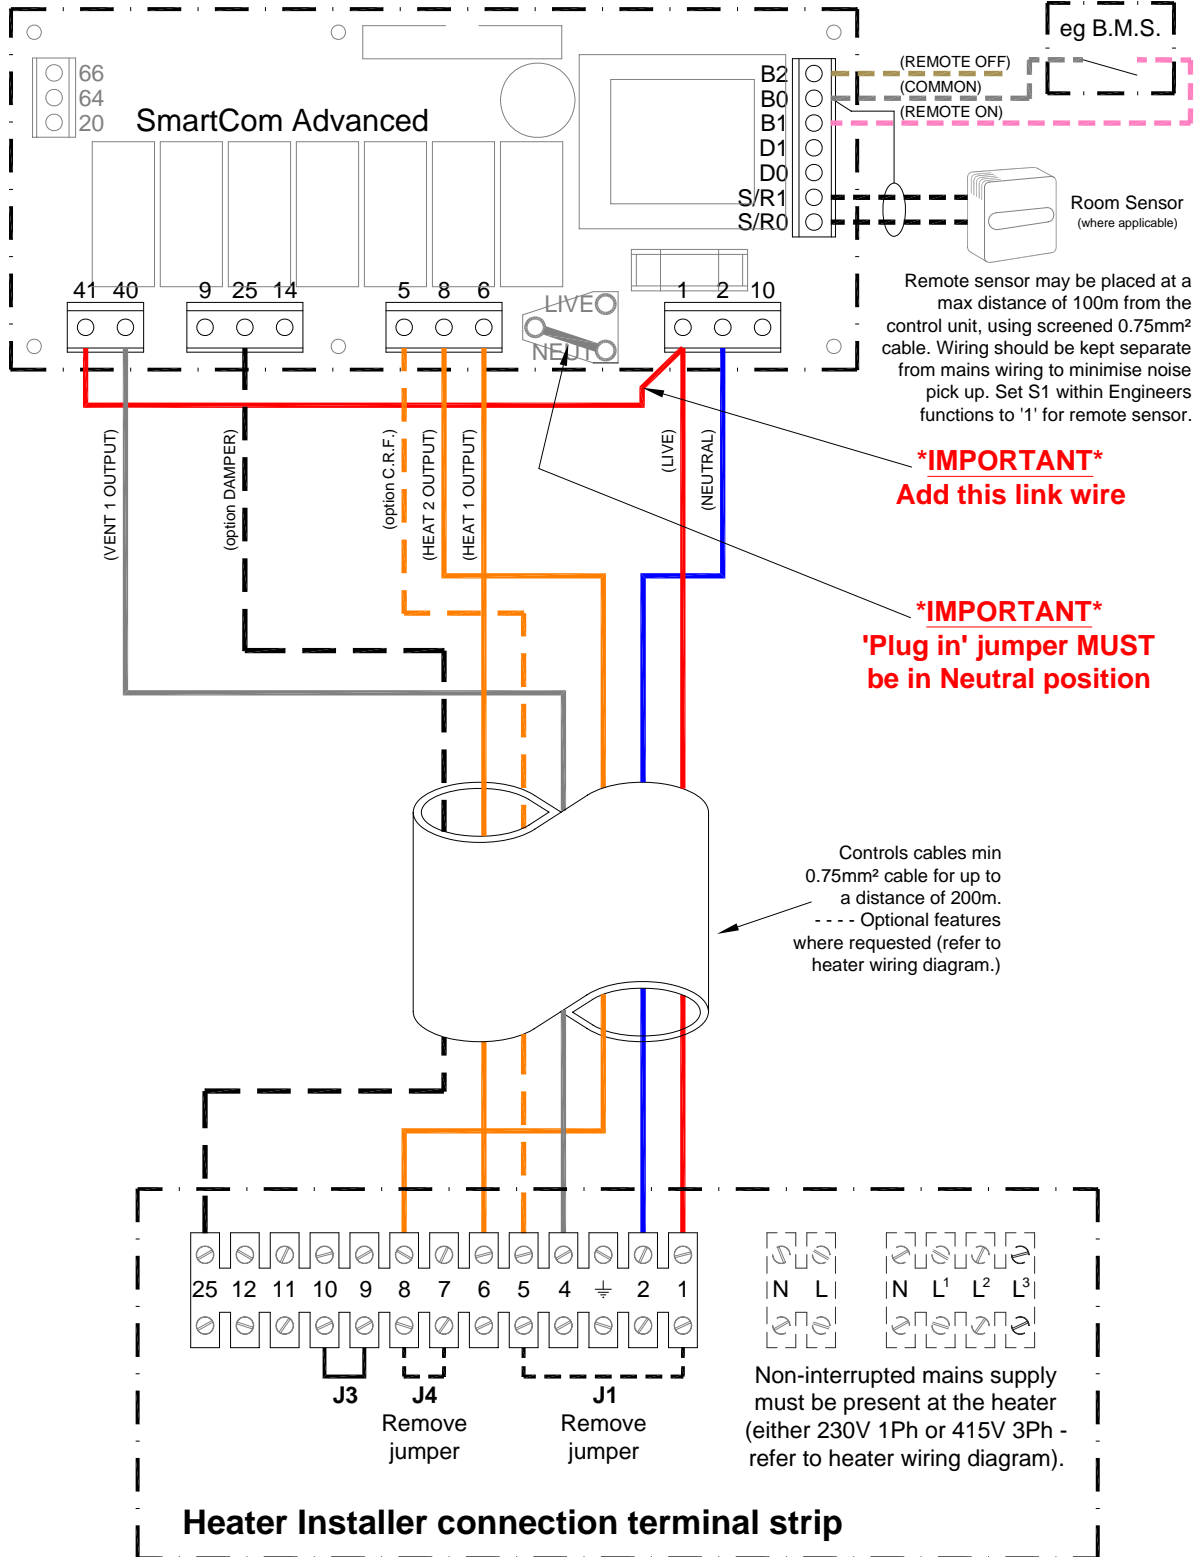 eg B.M.S.
(REMOTE OFF)
(COMMON)
(REMOTE ON)
66
64
20
SmartCom Advanced
B2
B0
B1
D1
D0
S/R1
S/R0
Room Sensor
(where applicable)
41 40 9 25 14 5 8 6 1 2 10
LIVE
NEUT
Remote sensor may be placed at a
max distance of 100m from the
control unit, using screened 0.75mm²
cable. Wiring should be kept separate
from mains wiring to minimise noise
pick up. Set S1 within Engineers
functions to '1' for remote sensor.
(VENT 1 OUTPUT)
(option DAMPER)
(option C.R.F.)
(HEAT 2 OUTPUT)
(HEAT 1 OUTPUT)
(LIVE)
(NEUTRAL)
*IMPORTANT*
Add this link wire
*IMPORTANT*
'Plug in' jumper MUST
be in Neutral position
Controls cables min
0.75mm² cable for up to
a distance of 200m.
- - - - Optional features
where requested (refer to
heater wiring diagram.)
25 12 11 10 9 8 7 6 5 4 2 1
N L
N L¹ L² L³
J3
J4
Remove
jumper
J1
Remove
jumper
Non-interrupted mains supply
must be present at the heater
(either 230V 1Ph or 415V 3Ph -
refer to heater wiring diagram).
Heater Installer connection terminal strip